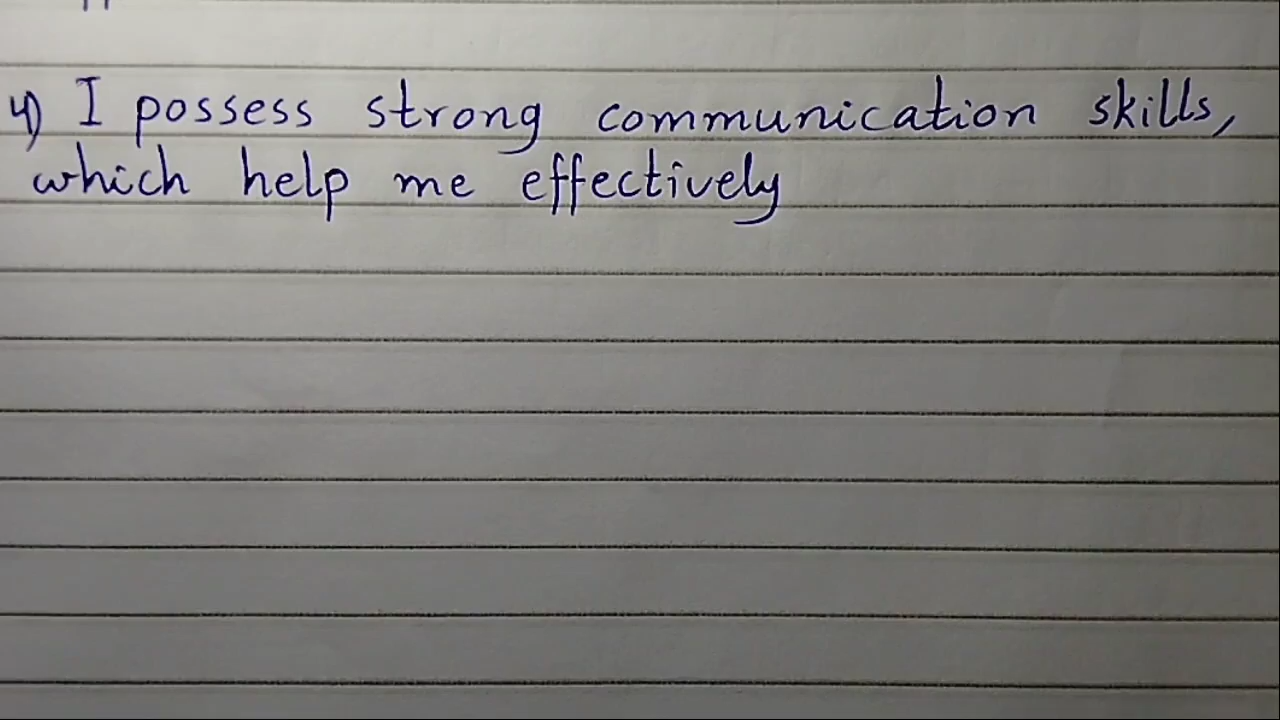 4) I possess strong communication skills,
which help me effectively